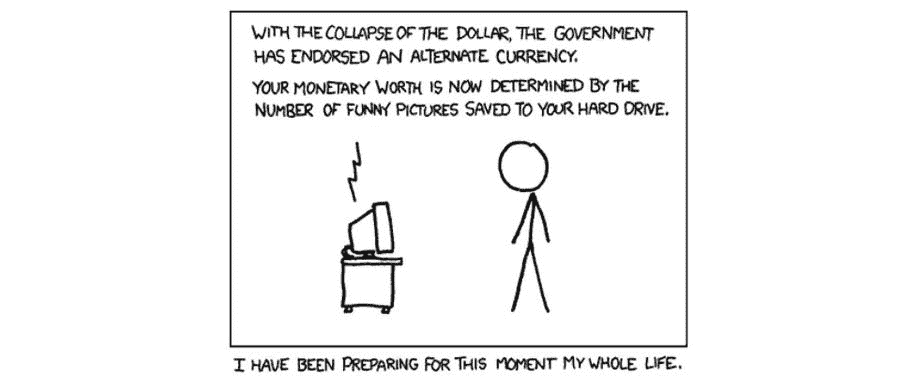 WITH THE COLLAPSE OF THE DOLLAR, THE GOVERNMENT
HAS ENDORSED AN ALTERNATE CURRENCY.
YOUR MONETARY WORTH IS NOW DETERMINED BY THE
NUMBER OF FUNNY PICTURES SAVED TO YOUR HARD DRIVE.
I HAVE BEEN PREPARING FOR THIS MOMENT MY WHOLE LIFE.